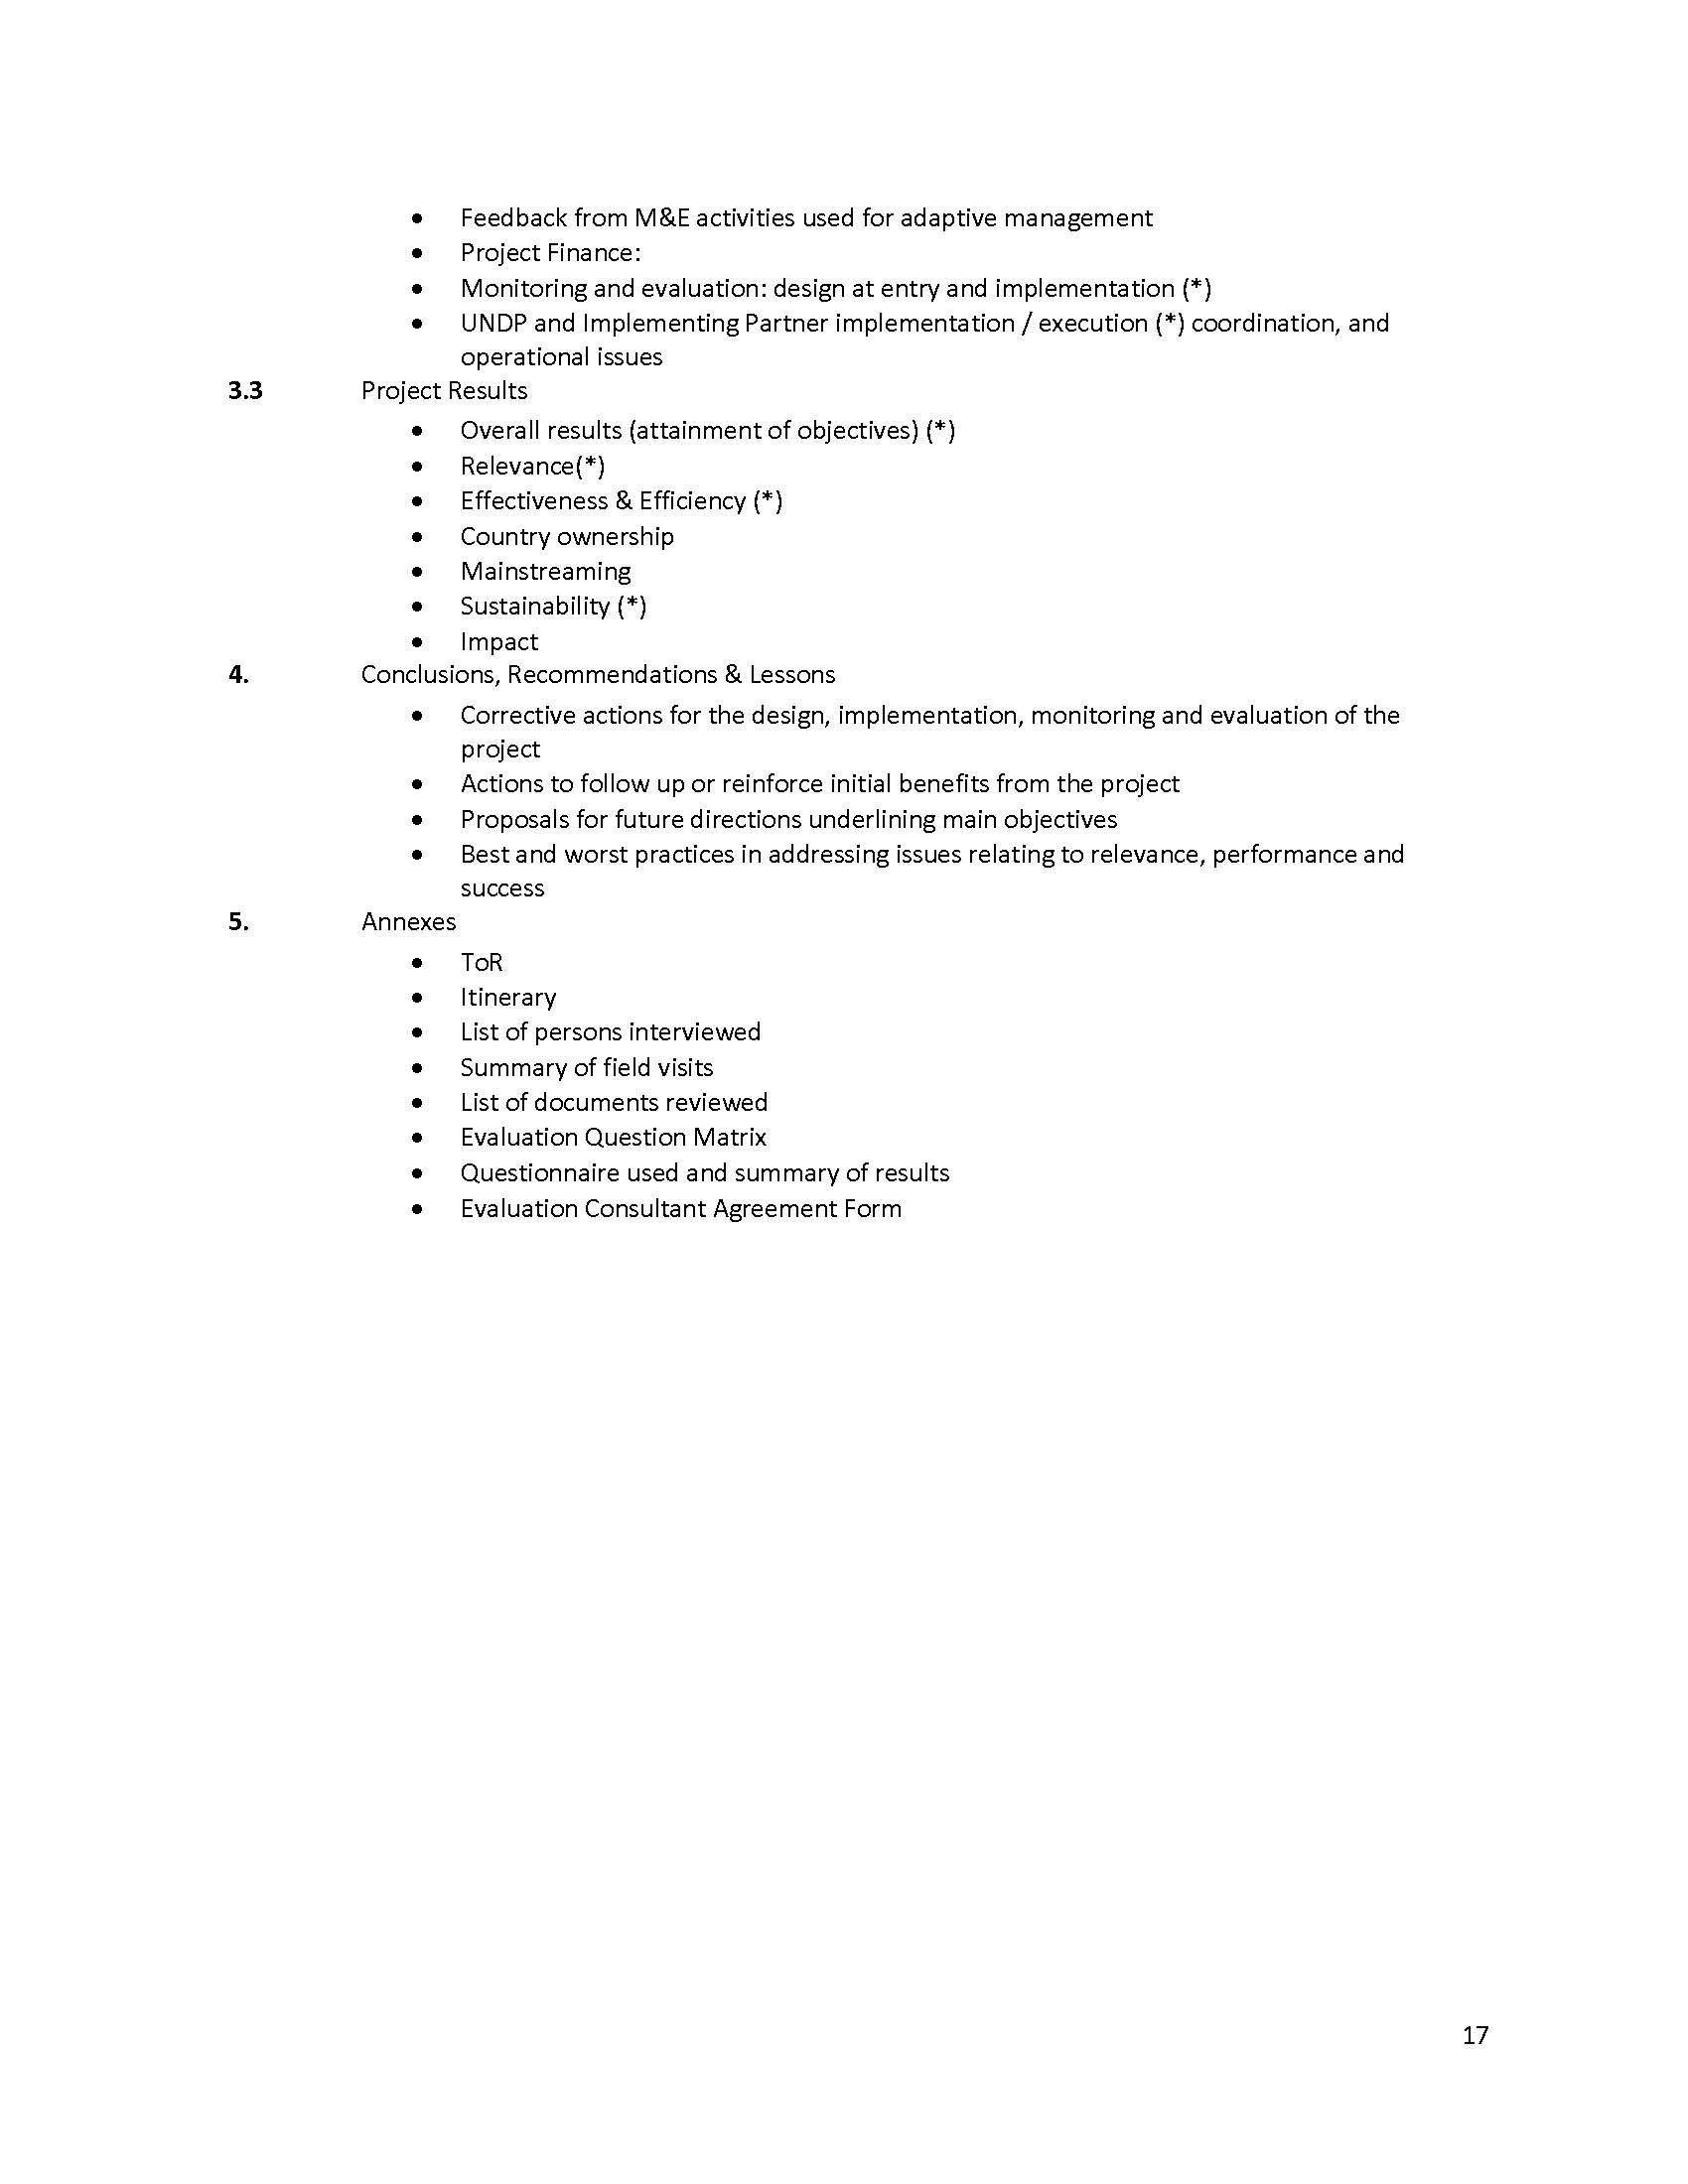 • Feedback from M&E activities used for adaptive management
• Project Finance:
• Monitoring and evaluation: design at entry and implementation (*)
• UNDP and Implementing Partner implementation / execution (*) coordination, and
operational issues
3.3 Project Results
• Overall results (attainment of objectives) (*)
• Relevance(*)
• Effectiveness & Efficiency (*)
• Country ownership
• Mainstreaming
• Sustainability (*)
• Impact
4. Conclusions, Recommendations & Lessons
• Corrective actions for the design, implementation, monitoring and evaluation of the
project
• Actions to follow up or reinforce initial benefits from the project
• Proposals for future directions underlining main objectives
• Best and worst practices in addressing issues relating to relevance, performance and
success
5. Annexes
• ToR
• Itinerary
• List of persons interviewed
• Summary of field visits
• List of documents reviewed
• Evaluation Question Matrix
• Questionnaire used and summary of results
• Evaluation Consultant Agreement Form
17